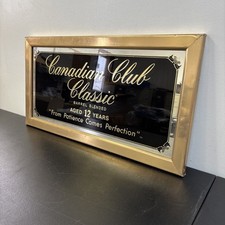 Canadian Club
Classic
BARREL BLENDED
AGED 12 YEARS
"From Patience Comes Perfection"